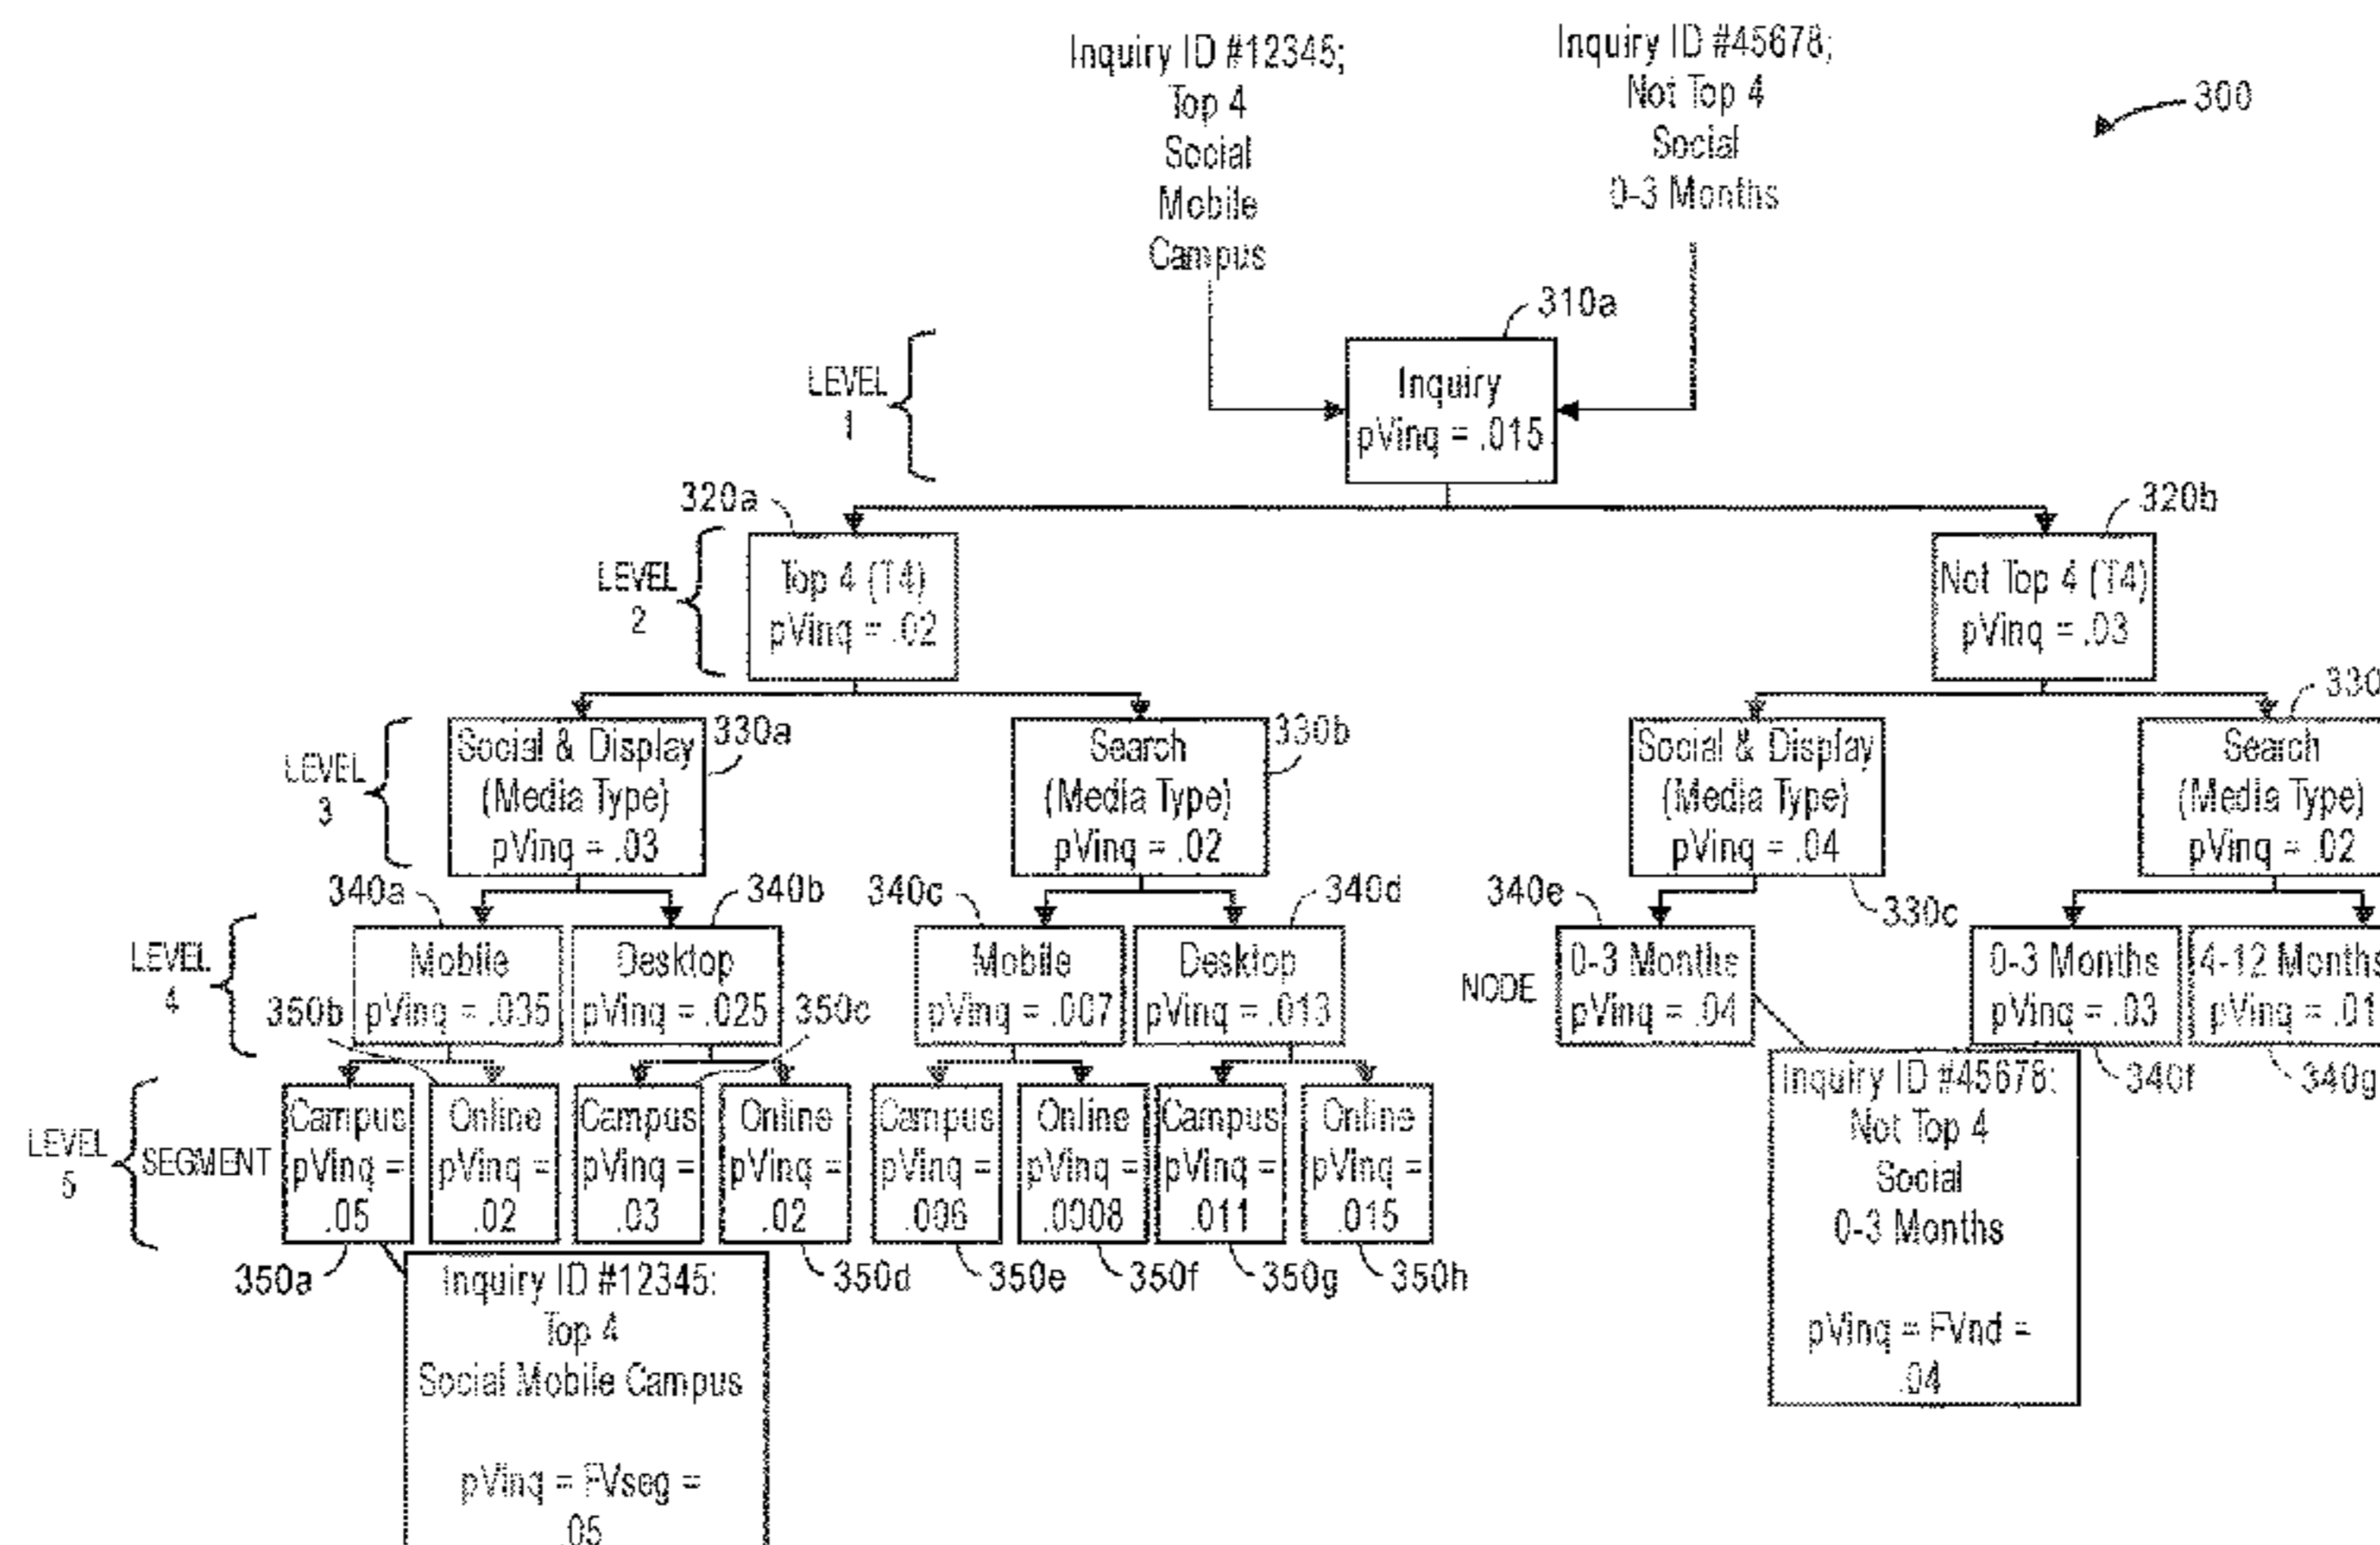 Inquiry ID #12345;
Top 4
Social
Mobile
Campus
Inquiry ID #45678;
Not Top 4
Social
0-3 Months
300
310a
LEVEL
1
Inquiry
pVinq = .015
320a
320b
LEVEL
2
Top 4 (T4)
pVinq = .02
Not Top 4 (T4)
pVinq = .03
LEVEL
3
Social & Display
(Media Type)
pVinq = .03
330a
Search
(Media Type)
pVinq = .02
330b
Social & Display
(Media Type)
pVinq = .04
330c
Search
(Media Type)
pVinq = .02
330
340a
340b
340c
340d
340e
LEVEL
4
Mobile
pVinq = .035
Desktop
pVinq = .025
Mobile
pVinq = .007
Desktop
pVinq = .013
NODE
0-3 Months
pVinq = .04
0-3 Months
pVinq = .03
4-12 Months
pVinq = .01
350b
350c
340f
340g
LEVEL
5
SEGMENT
Campus
pVinq =
.05
Online
pVinq =
.02
Campus
pVinq =
.03
Online
pVinq =
.02
Campus
pVinq =
.006
Online
pVinq =
.0008
Campus
pVinq =
.011
Online
pVinq =
.015
350a
350d
350e
350f
350g
350h
Inquiry ID #12345:
Top 4
Social Mobile Campus
pVinq = FVseg =
.05
Inquiry ID #45678:
Not Top 4
Social
0-3 Months
pVinq = FVnd =
.04